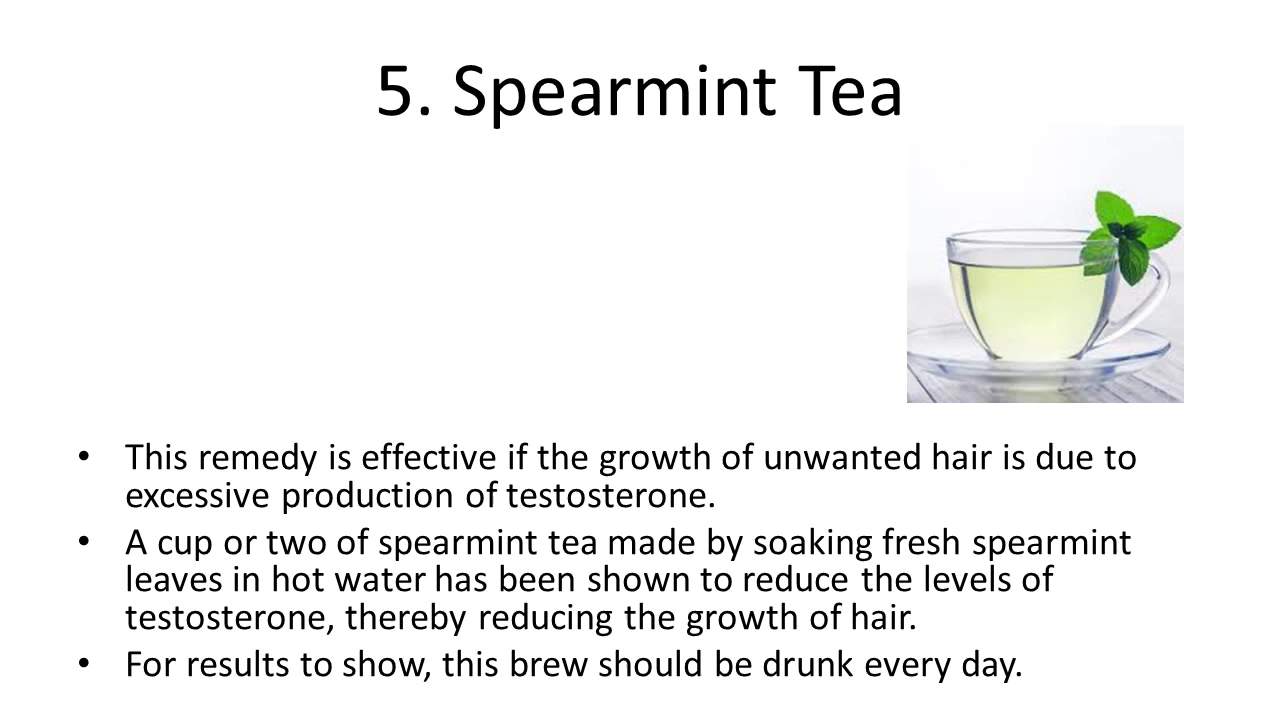 5. Spearmint Tea
• This remedy is effective if the growth of unwanted hair is due to
excessive production of testosterone.
• A cup or two of spearmint tea made by soaking fresh spearmint
leaves in hot water has been shown to reduce the levels of
testosterone, thereby reducing the growth of hair.
• For results to show, this brew should be drunk every day.